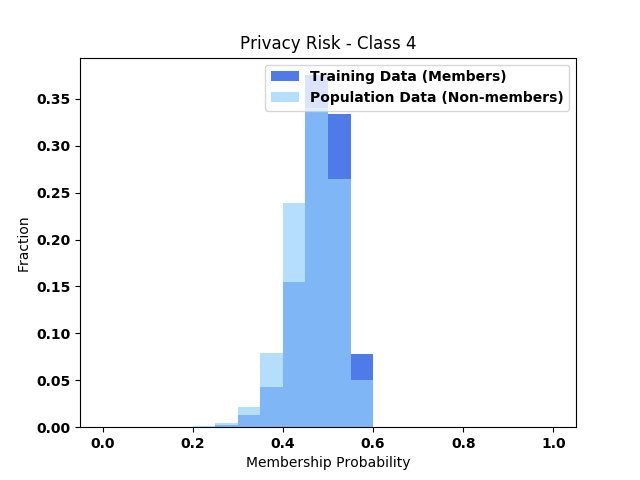 Privacy Risk - Class 4
Training Data (Members)
Population Data (Non-members)
Fraction
0.35
0.30
0.25
0.20
0.15
0.10
0.05
0.00
0.0 0.2 0.4 0.6 0.8 1.0
Membership Probability